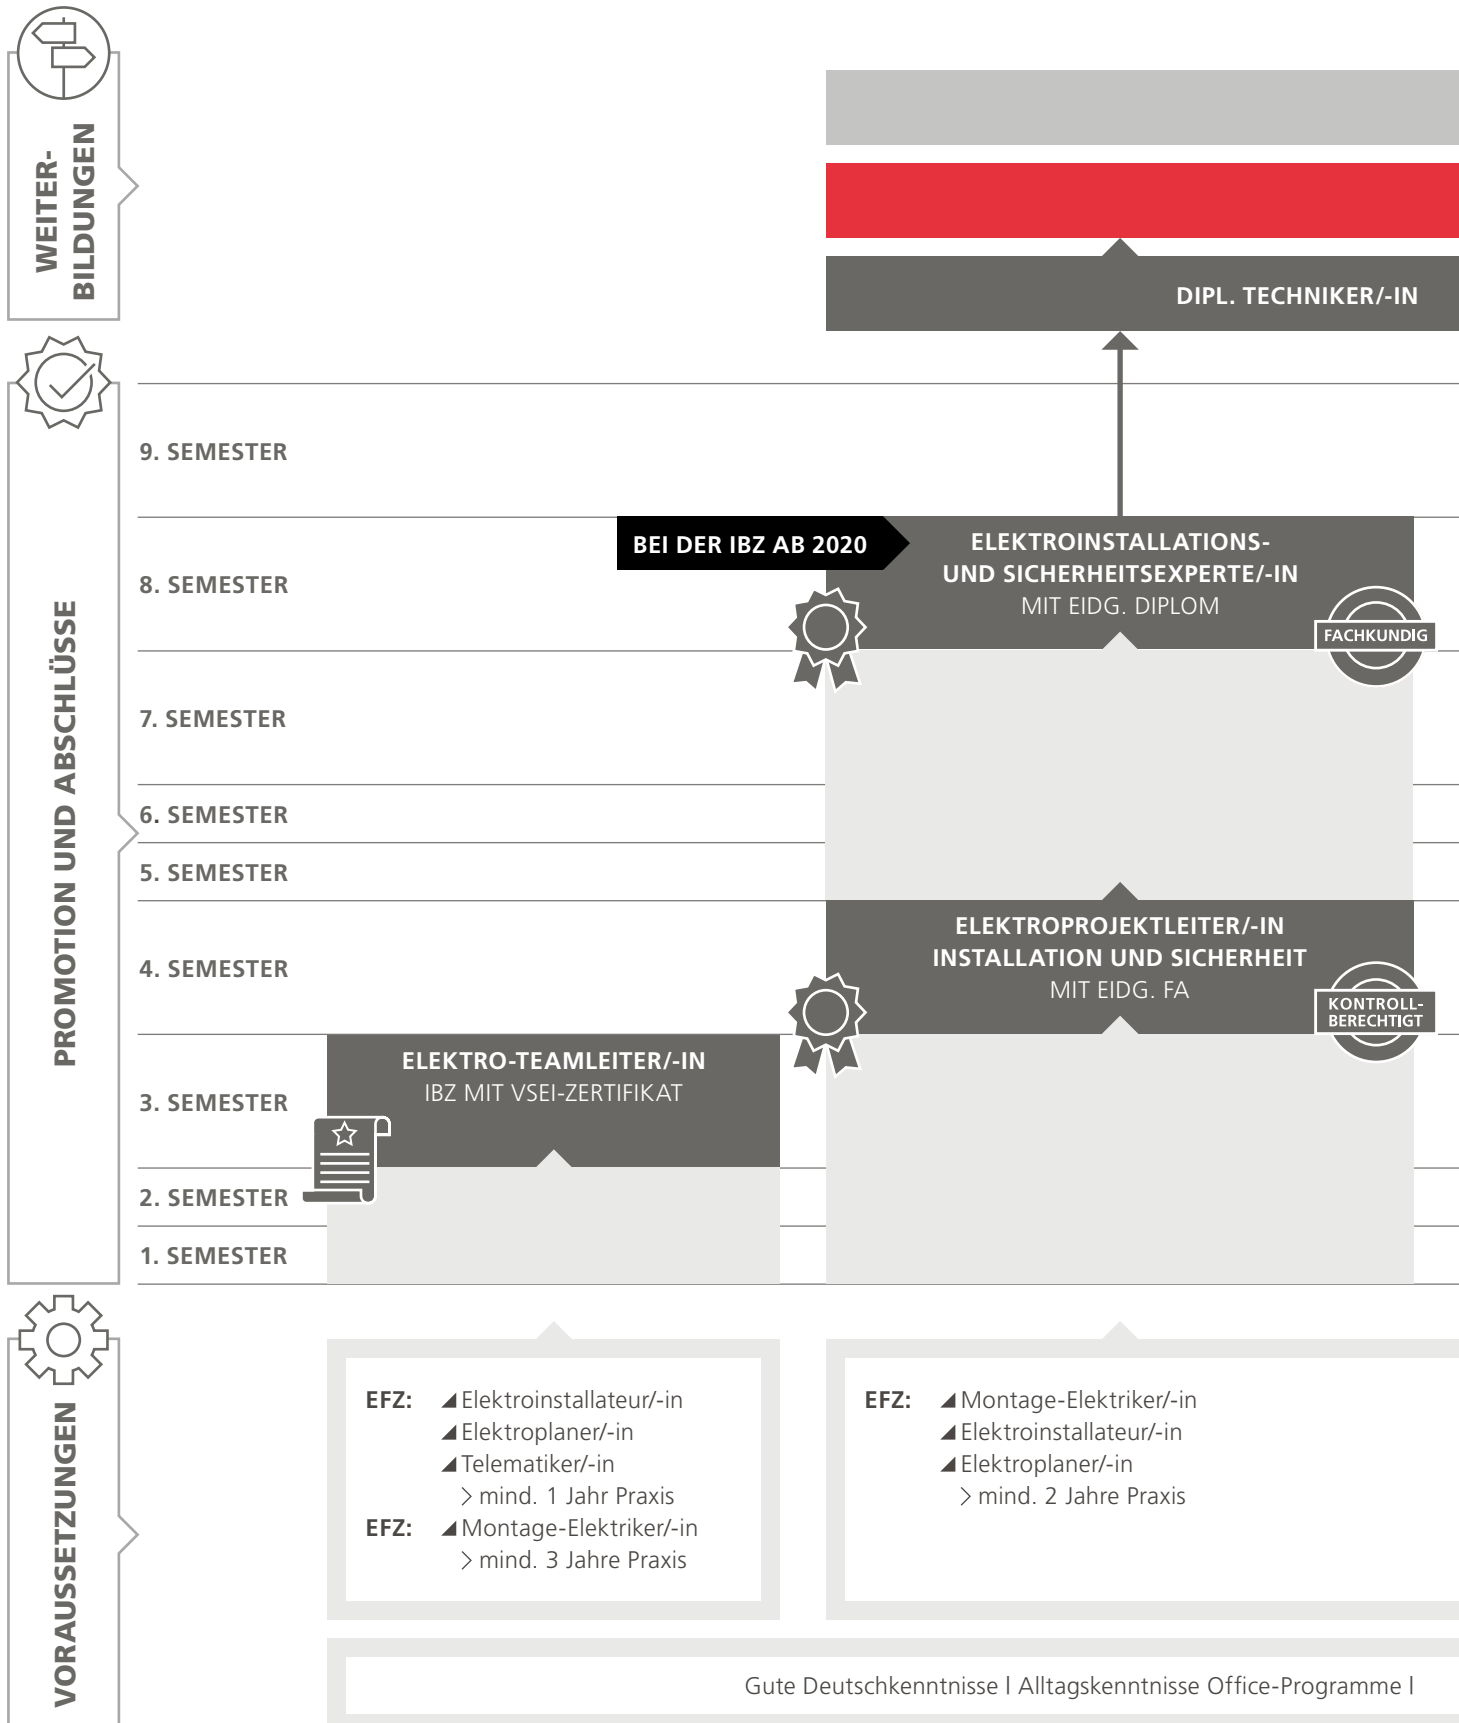 WEITER-
BILDUNGEN
DIPL. TECHNIKER/-IN
PROMOTION UND ABSCHLÜSSE
9. SEMESTER
BEI DER IBZ AB 2020
ELEKTROINSTALLATIONS-
UND SICHERHEITSEXPERTE/-IN
MIT EIDG. DIPLOM
FACHKUNDIG
8. SEMESTER
7. SEMESTER
6. SEMESTER
5. SEMESTER
ELEKTROPROJEKTLEITER/-IN
INSTALLATION UND SICHERHEIT
MIT EIDG. FA
KONTROLL-
BERECHTIGT
4. SEMESTER
ELEKTRO-TEAMLEITER/-IN
IBZ MIT VSEI-ZERTIFIKAT
3. SEMESTER
2. SEMESTER
1. SEMESTER
VORAUSSETZUNGEN
EFZ: Elektroinstallateur/-in
Elektroplaner/-in
Telematiker/-in
> mind. 1 Jahr Praxis
EFZ: Montage-Elektriker/-in
> mind. 3 Jahre Praxis
EFZ: Montage-Elektriker/-in
Elektroinstallateur/-in
Elektroplaner/-in
> mind. 2 Jahre Praxis
Gute Deutschkenntnisse l Alltagskenntnisse Office-Programme l